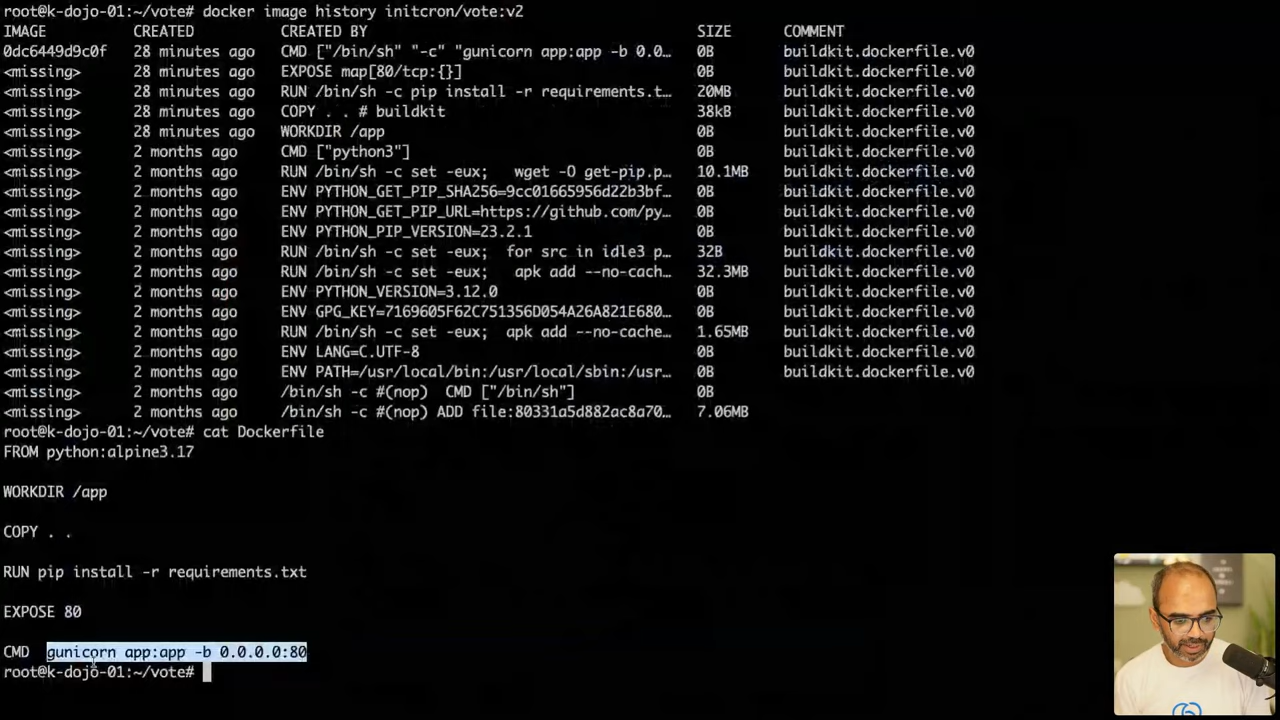 root@k-dojo-01:~/vote# docker image history initcron/vote:v2
IMAGE CREATED CREATED BY SIZE COMMENT
0dc6449d9c0f 28 minutes ago CMD ["/bin/sh" "-c" "gunicorn app:app -b 0.0… 0B buildkit.dockerfile.v0
<missing> 28 minutes ago EXPOSE map[80/tcp:{}] 0B buildkit.dockerfile.v0
<missing> 28 minutes ago RUN /bin/sh -c pip install -r requirements.t… 20MB buildkit.dockerfile.v0
<missing> 28 minutes ago COPY . . # buildkit 38kB buildkit.dockerfile.v0
<missing> 28 minutes ago WORKDIR /app 0B buildkit.dockerfile.v0
<missing> 2 months ago CMD ["python3"] 0B buildkit.dockerfile.v0
<missing> 2 months ago RUN /bin/sh -c set -eux; wget -O get-pip.p… 10.1MB buildkit.dockerfile.v0
<missing> 2 months ago ENV PYTHON_GET_PIP_SHA256=9cc01665956d22b3bf… 0B buildkit.dockerfile.v0
<missing> 2 months ago ENV PYTHON_GET_PIP_URL=https://github.com/py… 0B buildkit.dockerfile.v0
<missing> 2 months ago ENV PYTHON_PIP_VERSION=23.2.1 0B buildkit.dockerfile.v0
<missing> 2 months ago RUN /bin/sh -c set -eux; for src in idle3 p… 32B buildkit.dockerfile.v0
<missing> 2 months ago RUN /bin/sh -c set -eux; apk add --no-cach… 32.3MB buildkit.dockerfile.v0
<missing> 2 months ago ENV PYTHON_VERSION=3.12.0 0B buildkit.dockerfile.v0
<missing> 2 months ago ENV GPG_KEY=7169605F62C751356D054A26A821E680… 0B buildkit.dockerfile.v0
<missing> 2 months ago RUN /bin/sh -c set -eux; apk add --no-cache… 1.65MB buildkit.dockerfile.v0
<missing> 2 months ago ENV LANG=C.UTF-8 0B buildkit.dockerfile.v0
<missing> 2 months ago ENV PATH=/usr/local/bin:/usr/local/sbin:/usr… 0B buildkit.dockerfile.v0
<missing> 2 months ago /bin/sh -c #(nop) CMD ["/bin/sh"] 0B
<missing> 2 months ago /bin/sh -c #(nop) ADD file:80331a5d882ac8a70… 7.06MB
root@k-dojo-01:~/vote# cat Dockerfile
FROM python:alpine3.17
WORKDIR /app
COPY . .
RUN pip install -r requirements.txt
EXPOSE 80
CMD gunicorn app:app -b 0.0.0.0:80
root@k-dojo-01:~/vote#